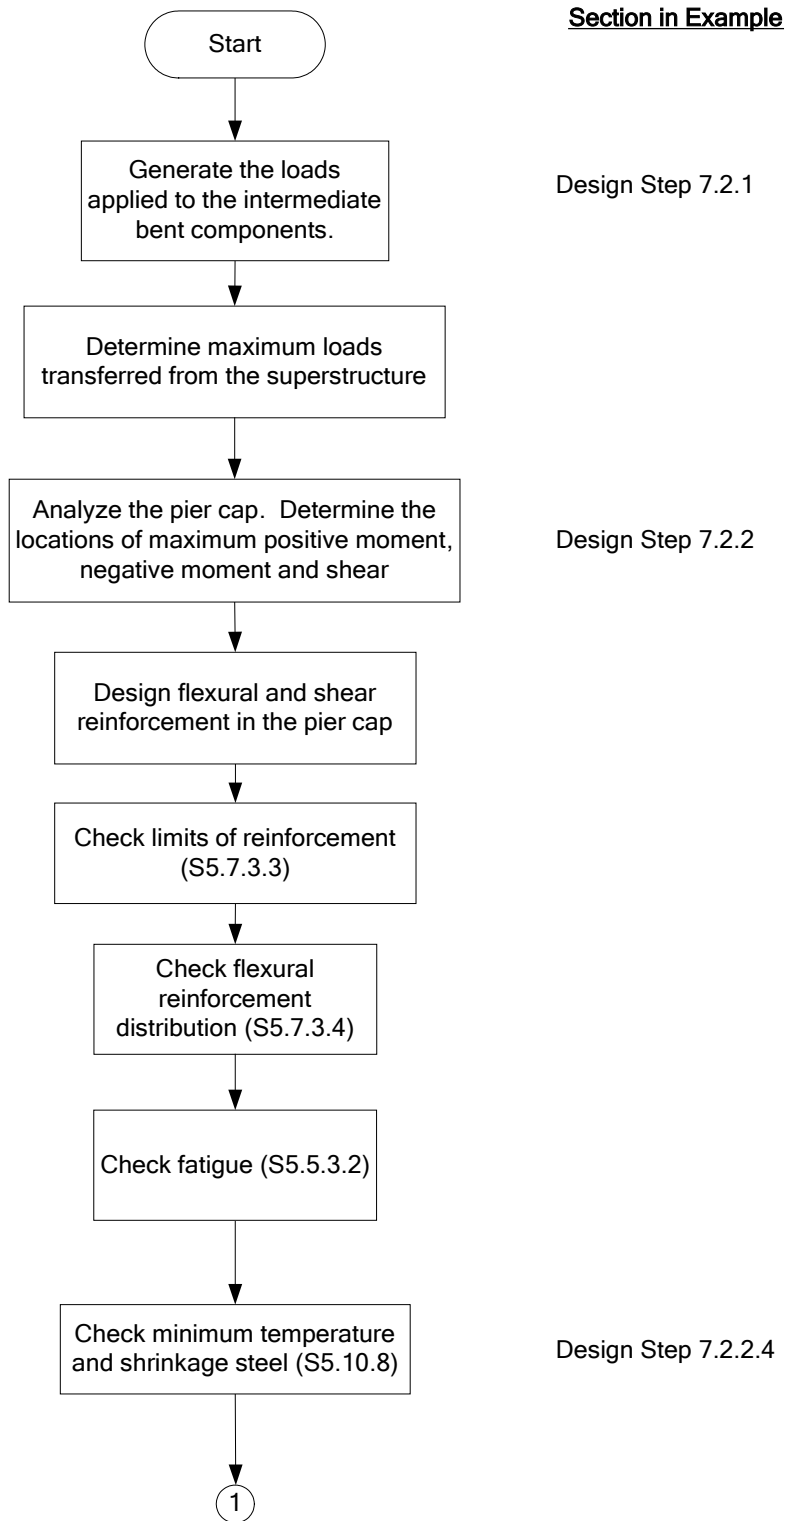 Section in Example
Start
Generate the loads
applied to the intermediate
bent components.
Design Step 7.2.1
Determine maximum loads
transferred from the superstructure
Analyze the pier cap.  Determine the
locations of maximum positive moment,
negative moment and shear
Design Step 7.2.2
Design flexural and shear
reinforcement in the pier cap
Check limits of reinforcement
(S5.7.3.3)
Check flexural
reinforcement
distribution (S5.7.3.4)
Check fatigue (S5.5.3.2)
Check minimum temperature
and shrinkage steel (S5.10.8)
Design Step 7.2.2.4
1